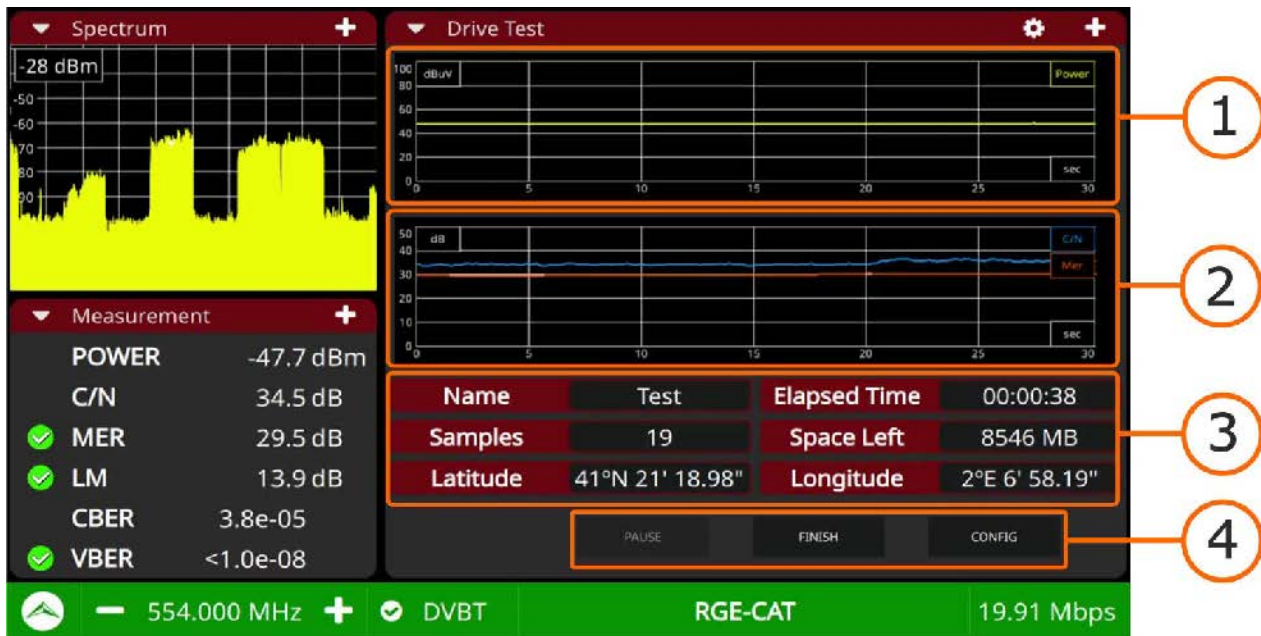 Spectrum
-28 dBm
-50
-60
-70
-80
-90
Measurement
POWER -47.7 dBm
C/N 34.5 dB
MER 29.5 dB
LM 13.9 dB
CBER 3.8e-05
VBER <1.0e-08
Drive Test
100 dBuV Power
80
60
40
20 sec
0
0 5 10 15 20 25 30
50 dB C/N
40 Mer
30
20
10 sec
0
0 5 10 15 20 25 30
Name Test Elapsed Time 00:00:38
Samples 19 Space Left 8546 MB
Latitude 41°N 21' 18.98" Longitude 2°E 6' 58.19"
PAUSE FINISH CONFIG
554.000 MHz DVBT RGE-CAT 19.91 Mbps
1
2
3
4